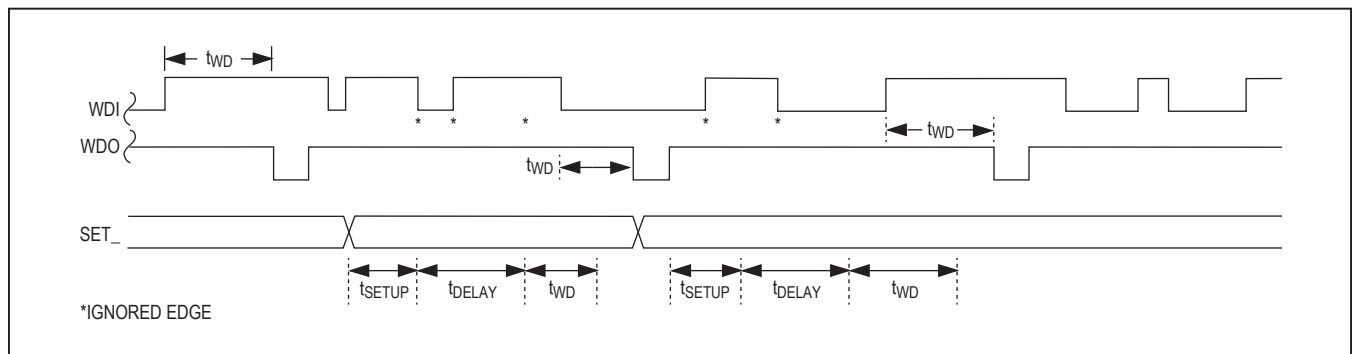 tWD
WDI
* * * * *
WDO
tWD
tWD
SET_
tSETUP tDELAY tWD tSETUP tDELAY tWD
*IGNORED EDGE